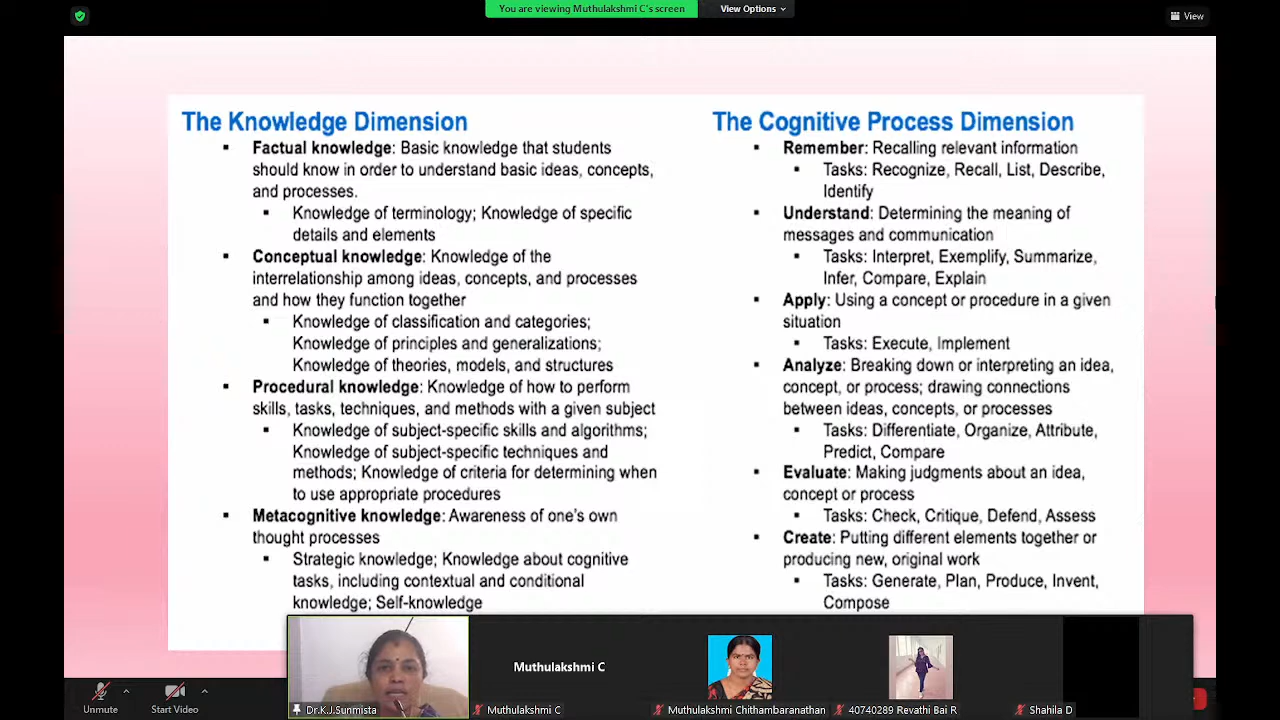 You are viewing Muthulakshmi C's screen
View Options
View
The Knowledge Dimension
Factual knowledge: Basic knowledge that students
should know in order to understand basic ideas, concepts,
and processes.
Knowledge of terminology; Knowledge of specific
details and elements
Conceptual knowledge: Knowledge of the
interrelationship among ideas, concepts, and processes
and how they function together
Knowledge of classification and categories;
Knowledge of principles and generalizations;
Knowledge of theories, models, and structures
Procedural knowledge: Knowledge of how to perform
skills, tasks, techniques, and methods with a given subject
Knowledge of subject-specific skills and algorithms;
Knowledge of subject-specific techniques and
methods; Knowledge of criteria for determining when
to use appropriate procedures
Metacognitive knowledge: Awareness of one's own
thought processes
Strategic knowledge; Knowledge about cognitive
tasks, including contextual and conditional
knowledge; Self-knowledge
The Cognitive Process Dimension
Remember: Recalling relevant information
Tasks: Recognize, Recall, List, Describe,
Identify
Understand: Determining the meaning of
messages and communication
Tasks: Interpret, Exemplify, Summarize,
Infer, Compare, Explain
Apply: Using a concept or procedure in a given
situation
Tasks: Execute, Implement
Analyze: Breaking down or interpreting an idea,
concept, or process; drawing connections
between ideas, concepts, or processes
Tasks: Differentiate, Organize, Attribute,
Predict, Compare
Evaluate: Making judgments about an idea,
concept or process
Tasks: Check, Critique, Defend, Assess
Create: Putting different elements together or
producing new, original work
Tasks: Generate, Plan, Produce, Invent,
Compose
Muthulakshmi C
Unmute
Start Video
Dr.K.J.Sunmista
Muthulakshmi C
Muthulakshmi Chithambaranathan
40740289 Revathi Bai R
Shahila D